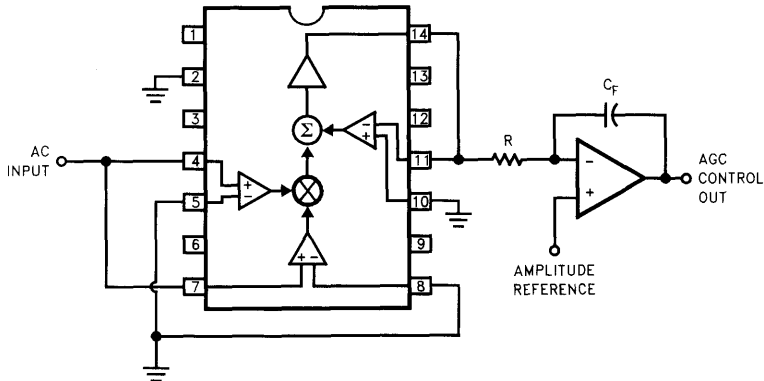 1
14
2
13
3
12
C_F
R
AC
INPUT
4
11
Σ
+
−
−
+
−
+
AGC
CONTROL
OUT
5
10
6
9
+ −
AMPLITUDE
REFERENCE
7
8